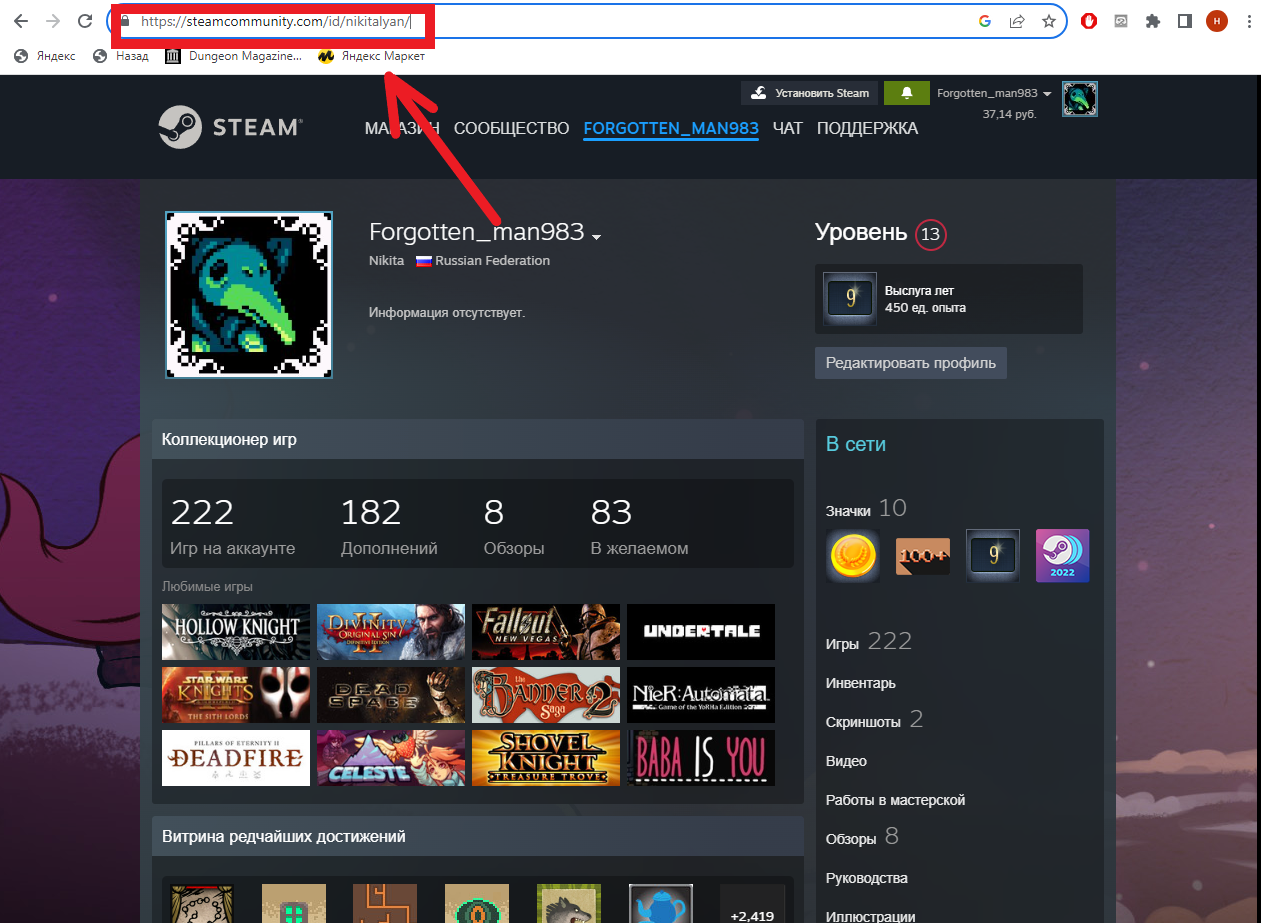 https://steamcommunity.com/id/nikitalyan/
Яндекс Назад Dungeon Magazine... Яндекс Маркет
Установить Steam Forgotten_man983
37,14 руб.
STEAM МАГАЗИН СООБЩЕСТВО FORGOTTEN_MAN983 ЧАТ ПОДДЕРЖКА
Forgotten_man983
Nikita Russian Federation
Информация отсутствует.
Уровень 13
9
Выслуга лет
450 ед. опыта
Редактировать профиль
Коллекционер игр
222 182 8 83
Игр на аккаунте Дополнений Обзоры В желаемом
Любимые игры
HOLLOW KNIGHT
DIVINITY II
ORIGINAL SIN
DEFINITIVE EDITION
Fallout
NEW VEGAS
UNDERTALE
STAR WARS
KNIGHTS II
THE SITH LORDS
DEAD SPACE
the Banner Saga 2
NieR:Automata
Game of the YoRHa Edition
PILLARS OF ETERNITY II
DEADFIRE
CELESTE
SHOVEL KNIGHT
TREASURE TROVE
BABA IS YOU
Витрина редчайших достижений
+2,419
В сети
Значки 10
100+ 9 2022
Игры 222
Инвентарь
Скриншоты 2
Видео
Работы в мастерской
Обзоры 8
Руководства
Иллюстрации